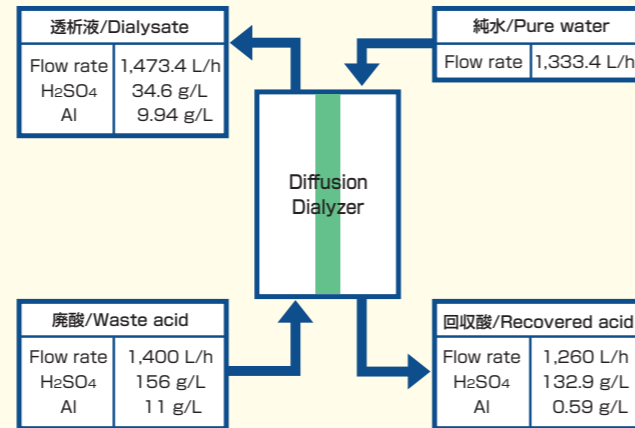 透析液/Dialysate
Flow rate 1,473.4 L/h
H₂SO₄ 34.6 g/L
Al 9.94 g/L
純水/Pure water
Flow rate 1,333.4 L/h
Diffusion
Dialyzer
廃酸/Waste acid
Flow rate 1,400 L/h
H₂SO₄ 156 g/L
Al 11 g/L
回収酸/Recovered acid
Flow rate 1,260 L/h
H₂SO₄ 132.9 g/L
Al 0.59 g/L